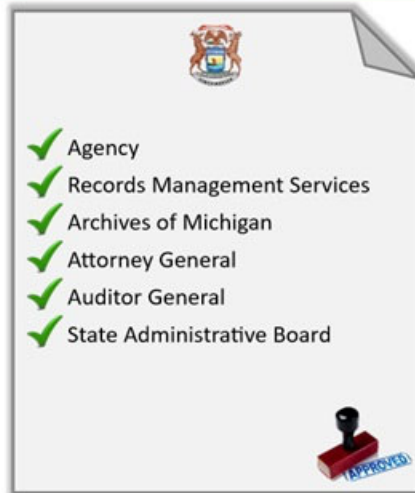 Agency
Records Management Services
Archives of Michigan
Attorney General
Auditor General
State Administrative Board
APPROVED